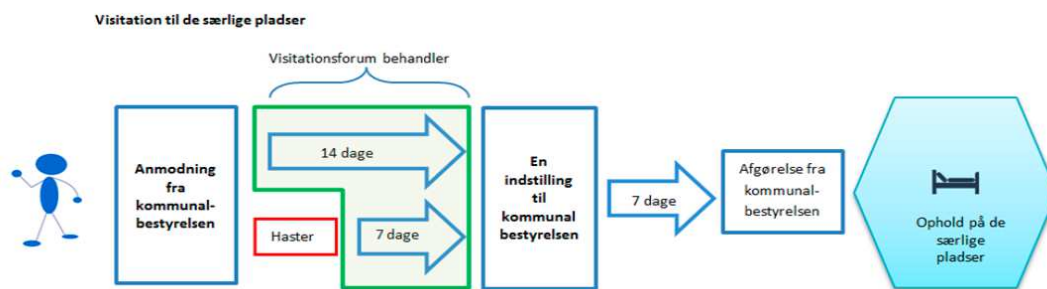 Visitation til de særlige pladser
Visitationsforum behandler
Anmodning
fra
kommunal-
bestyrelsen
14 dage
Haster
7 dage
En
indstilling
til
kommunal
bestyrelsen
7 dage
Afgørelse fra
kommunal-
bestyrelsen
Ophold på de
særlige
pladser